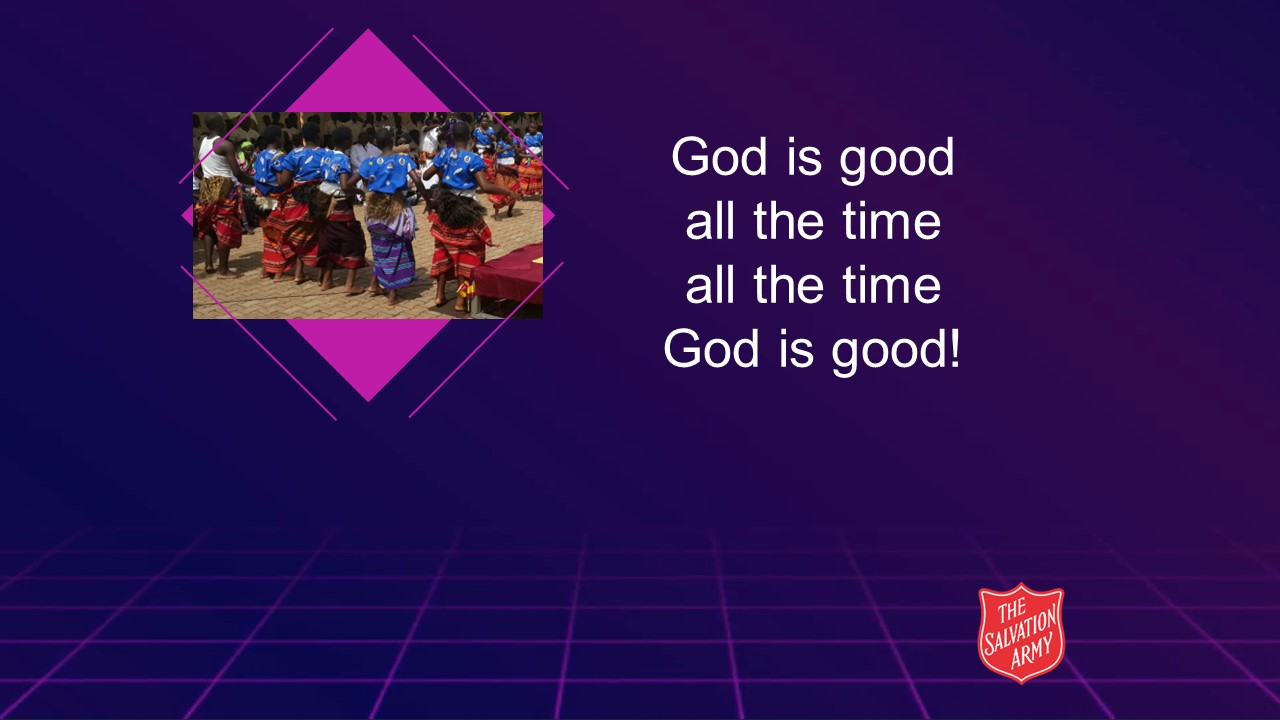 God is good
all the time
all the time
God is good!
THE
SALVATION
ARMY